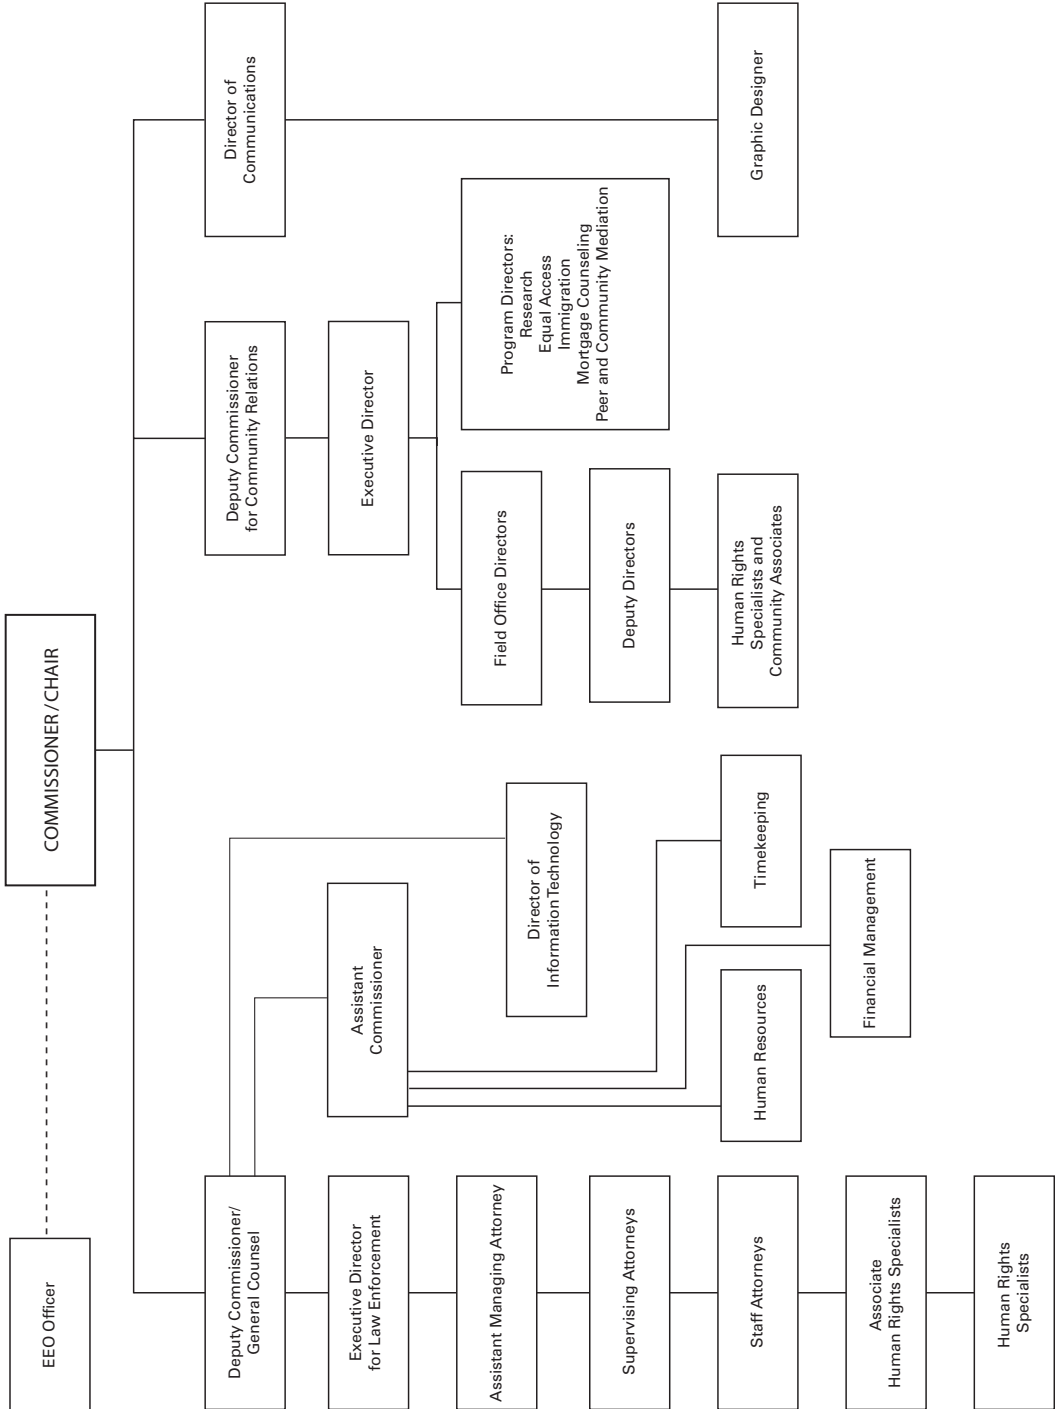 COMMISSIONER / CHAIR
EEO Officer
Deputy Commissioner/
General Counsel
Deputy Commissioner
for Community Relations
Director of
Communications
Executive Director
for Law Enforcement
Assistant
Commissioner
Executive Director
Assistant Managing Attorney
Director of
Information Technology
Field Office Directors
Program Directors:
Research
Equal Access
Immigration
Mortgage Counseling
Peer and Community Mediation
Supervising Attorneys
Deputy Directors
Staff Attorneys
Human Resources
Timekeeping
Human Rights
Specialists and
Community Associates
Graphic Designer
Associate
Human Rights Specialists
Financial Management
Human Rights
Specialists